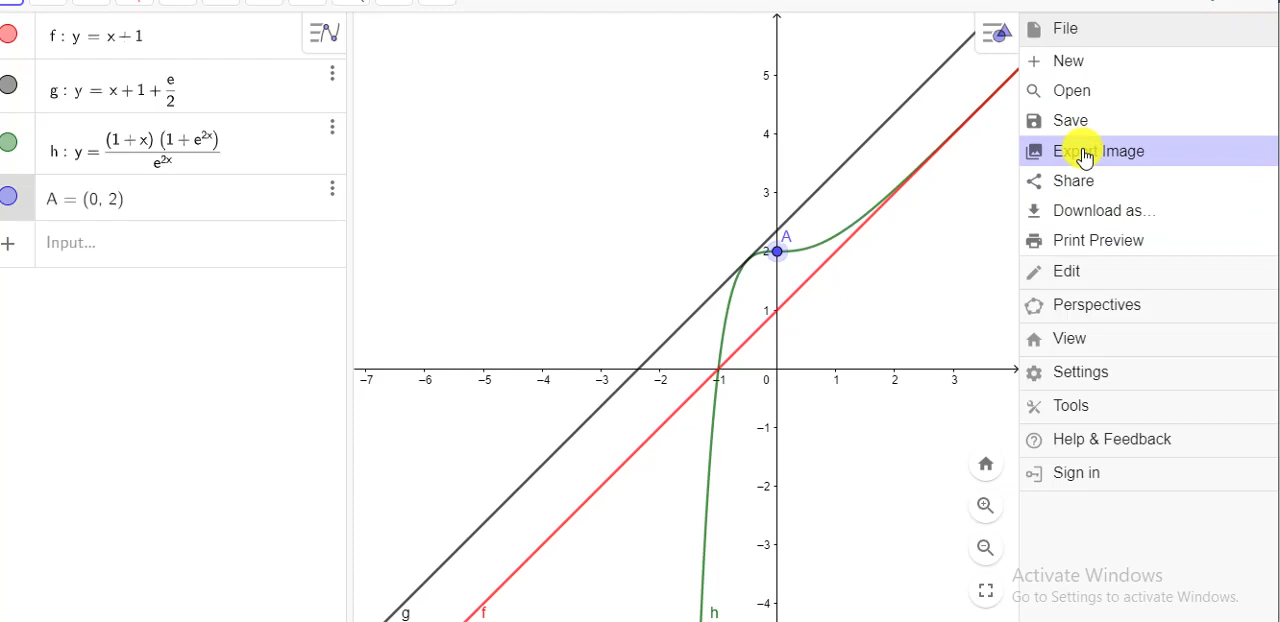 f : y = x + 1
g : y = x + 1 + e/2
h : y = (1 + x) (1 + e^(2x)) / e^(2x)
A = (0, 2)
Input...
5
4
3
2
A
1
-7 -6 -5 -4 -3 -2 -1 0 1 2 3
-1
-2
-3
-4
g f h
File
New
Open
Save
Export Image
Share
Download as...
Print Preview
Edit
Perspectives
View
Settings
Tools
Help & Feedback
Sign in
Activate Windows
Go to Settings to activate Windows.